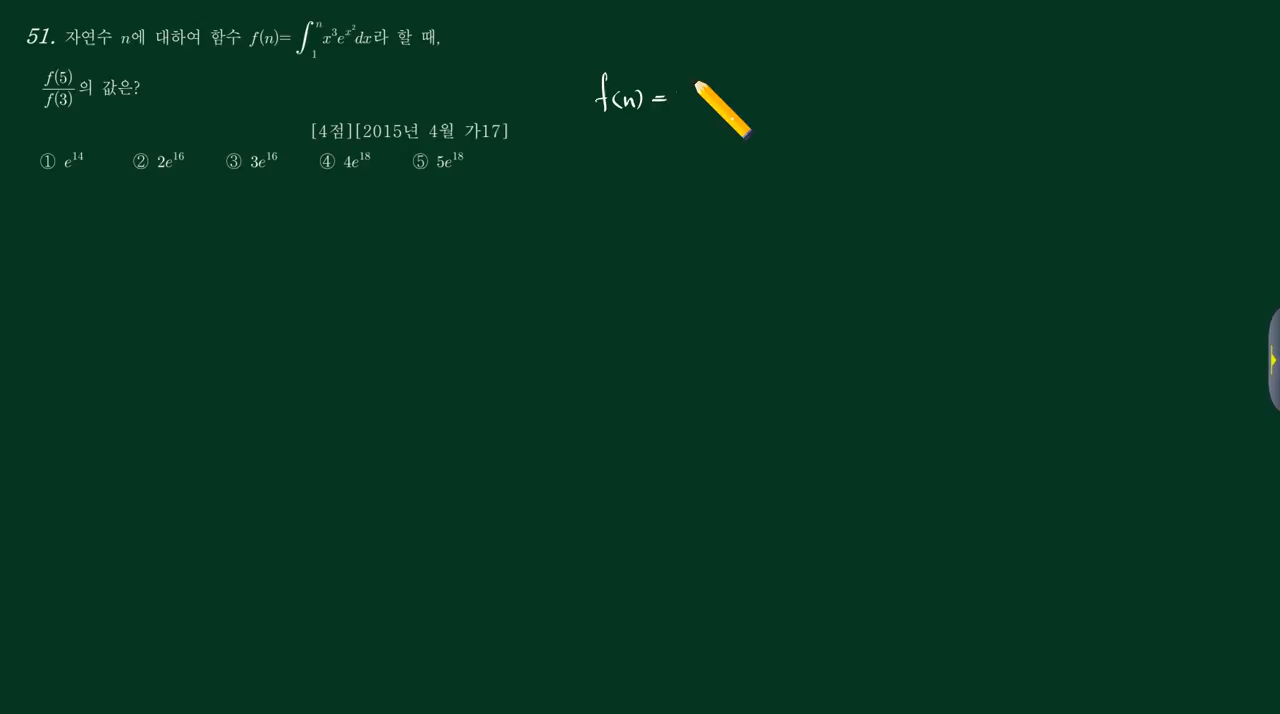 51. 자연수 n에 대하여 함수 f(n)=∫₁ⁿ x³e^{x²}dx라 할 때,
f(5)/f(3)의 값은?
[4점][2015년 4월 가17]
① e¹⁴ ② 2e¹⁶ ③ 3e¹⁶ ④ 4e¹⁸ ⑤ 5e¹⁸
f(n) =